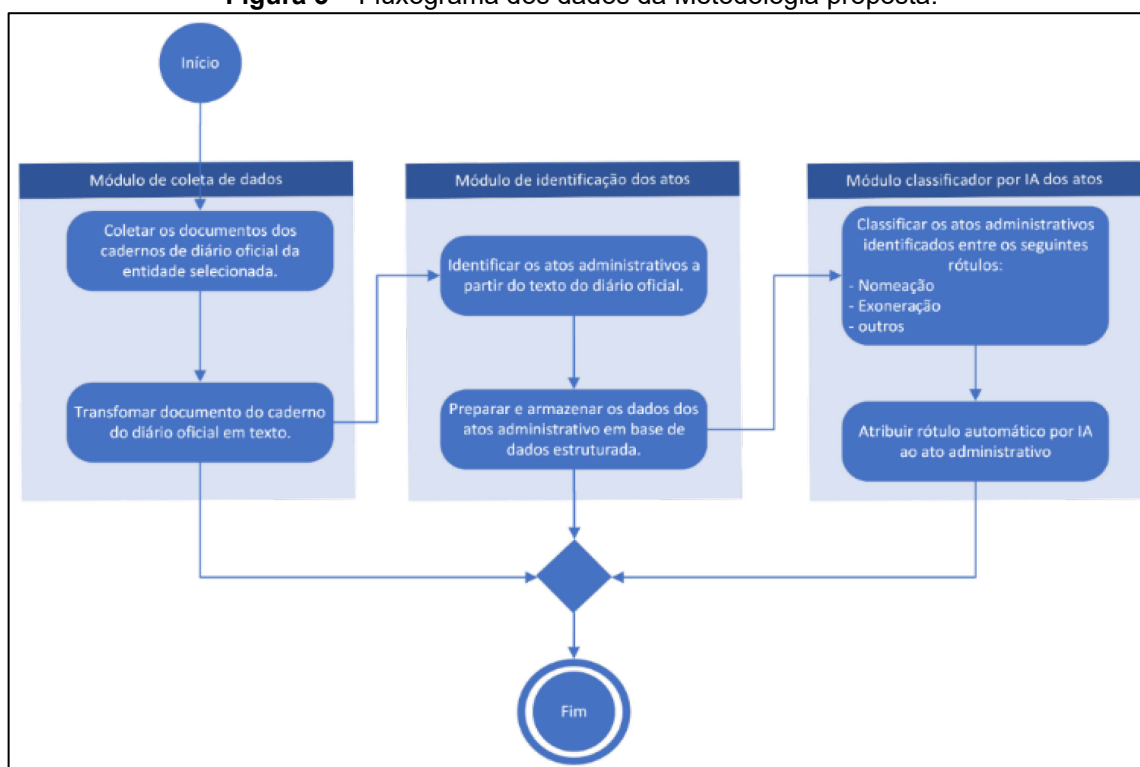 Início
Módulo de coleta de dados
Coletar os documentos dos
cadernos de diário oficial da
entidade selecionada.
Transfomar documento do caderno
do diário oficial em texto.
Módulo de identificação dos atos
Identificar os atos administrativos a
partir do texto do diário oficial.
Preparar e armazenar os dados dos
atos administrativo em base de
dados estruturada.
Módulo classificador por IA dos atos
Classificar os atos administrativos
identificados entre os seguintes
rótulos:
- Nomeação
- Exoneração
- outros
Atribuir rótulo automático por IA
ao ato administrativo
Fim